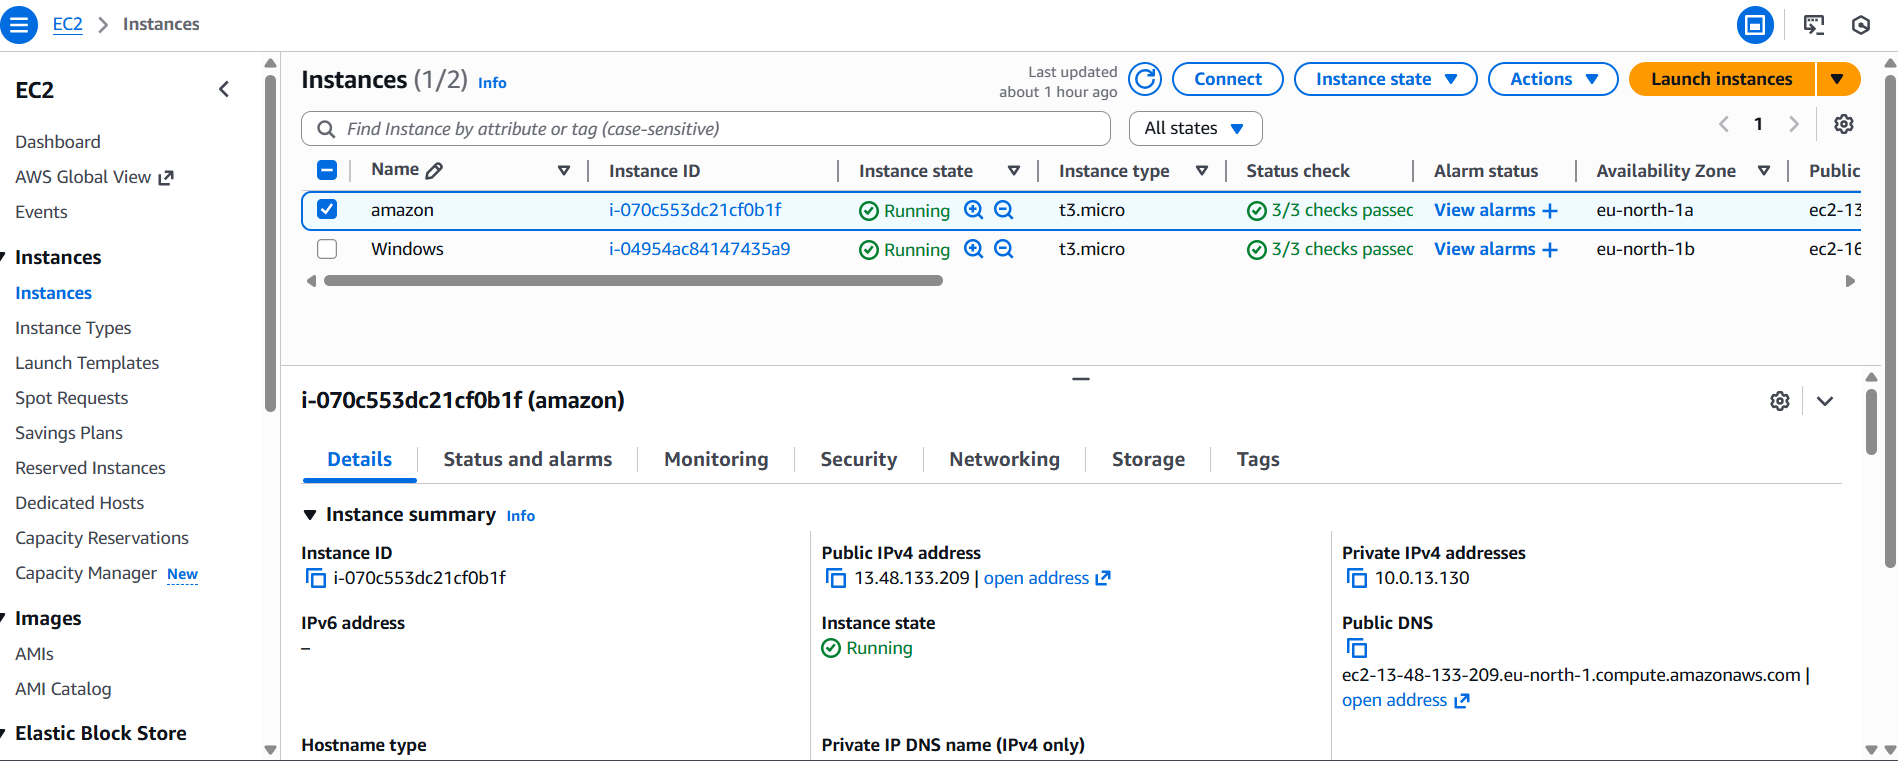 EC2 > Instances
EC2
Dashboard
AWS Global View
Events
Instances
Instances
Instance Types
Launch Templates
Spot Requests
Savings Plans
Reserved Instances
Dedicated Hosts
Capacity Reservations
Capacity Manager New
Images
AMIs
AMI Catalog
Elastic Block Store
Instances (1/2) Info
Last updated
about 1 hour ago
Connect
Instance state
Actions
Launch instances
Find Instance by attribute or tag (case-sensitive)
All states
1
Name Instance ID Instance state Instance type Status check Alarm status Availability Zone Public
amazon i-070c553dc21cf0b1f Running t3.micro 3/3 checks passed View alarms + eu-north-1a ec2-13
Windows i-04954ac84147435a9 Running t3.micro 3/3 checks passed View alarms + eu-north-1b ec2-16
i-070c553dc21cf0b1f (amazon)
Details Status and alarms Monitoring Security Networking Storage Tags
Instance summary Info
Instance ID
i-070c553dc21cf0b1f
Public IPv4 address
13.48.133.209 | open address
Private IPv4 addresses
10.0.13.130
IPv6 address
–
Instance state
Running
Public DNS
ec2-13-48-133-209.eu-north-1.compute.amazonaws.com |
open address
Hostname type
Private IP DNS name (IPv4 only)